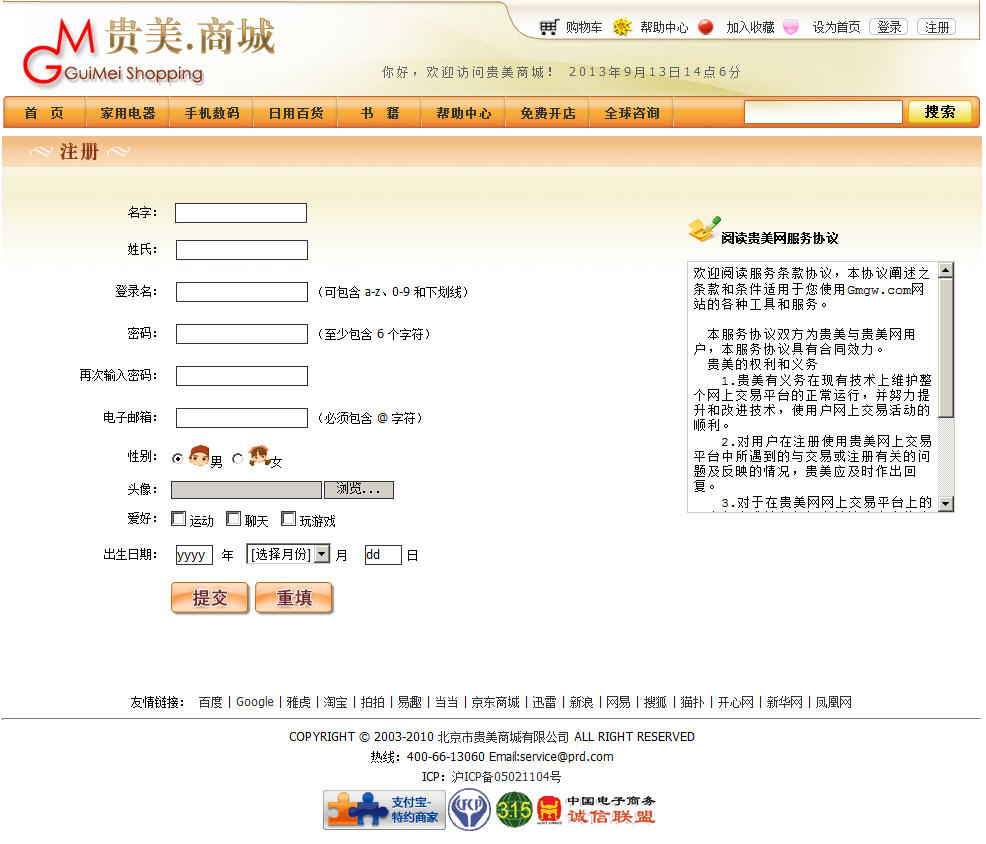 贵美.商城
GuiMei Shopping
购物车 帮助中心 加入收藏 设为首页 登录 注册
你好，欢迎访问贵美商城！ 2013年9月13日14点6分
首 页 家用电器 手机数码 日用百货 书 籍 帮助中心 免费开店 全球咨询 搜索
注册
名字：
姓氏：
登录名： （可包含 a-z、0-9 和下划线）
密码： （至少包含 6 个字符）
再次输入密码：
电子邮箱： （必须包含 @ 字符）
性别： 男 女
头像： 浏览...
爱好： 运动 聊天 玩游戏
出生日期： yyyy 年 [选择月份] 月 dd 日
提交 重填
阅读贵美网服务协议
欢迎阅读服务条款协议，本协议阐述之
条款和条件适用于您使用Gmgw.com网
站的各种工具和服务。
本服务协议双方为贵美与贵美网用
户，本服务协议具有合同效力。
贵美的权利和义务
1.贵美有义务在现有技术上维护整
个网上交易平台的正常运行，并努力提
升和改进技术，使用户网上交易活动的
顺利。
2.对用户在注册使用贵美网上交易
平台中所遇到的与交易或注册有关的问
题及反映的情况，贵美应及时作出回
复。
3.对于在贵美网网上交易平台上的
友情链接： 百度 | Google | 雅虎 | 淘宝 | 拍拍 | 易趣 | 当当 | 京东商城 | 迅雷 | 新浪 | 网易 | 搜狐 | 猫扑 | 开心网 | 新华网 | 凤凰网
COPYRIGHT © 2003-2010 北京市贵美商城有限公司 ALL RIGHT RESERVED
热线：400-66-13060 Email:service@prd.com
ICP：沪ICP备05021104号
支付宝-
特约商家
315
中国电子商务
诚信联盟